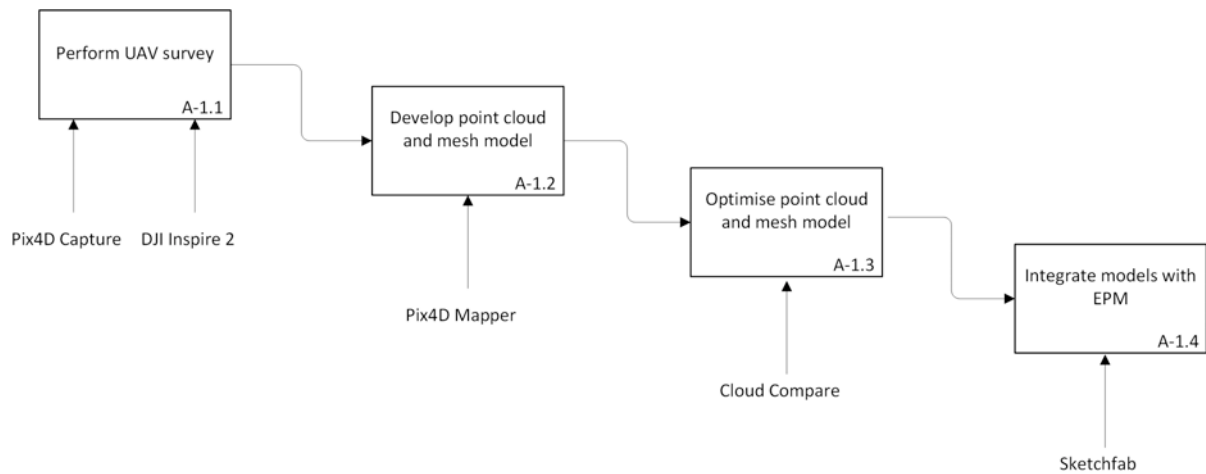 Perform UAV survey
A-1.1
Pix4D Capture
DJI Inspire 2
Develop point cloud
and mesh model
A-1.2
Pix4D Mapper
Optimise point cloud
and mesh model
A-1.3
Cloud Compare
Integrate models with
EPM
A-1.4
Sketchfab